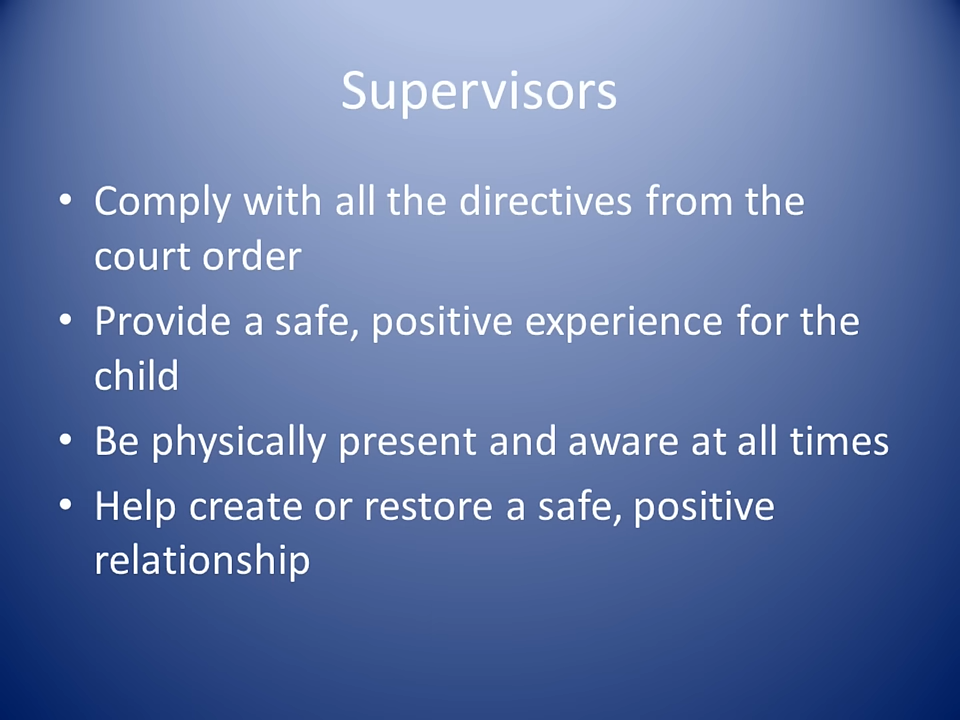 Supervisors
• Comply with all the directives from the
court order
• Provide a safe, positive experience for the
child
• Be physically present and aware at all times
• Help create or restore a safe, positive
relationship